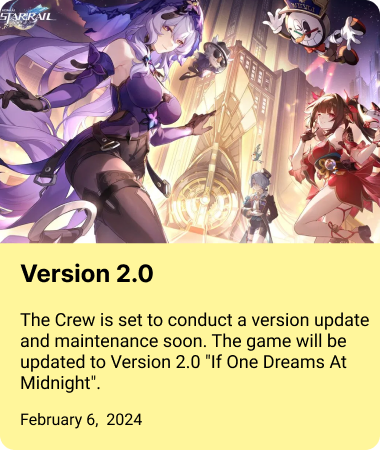 STAR RAIL
Version 2.0
The Crew is set to conduct a version update
and maintenance soon. The game will be
updated to Version 2.0 "If One Dreams At
Midnight".
February 6, 2024